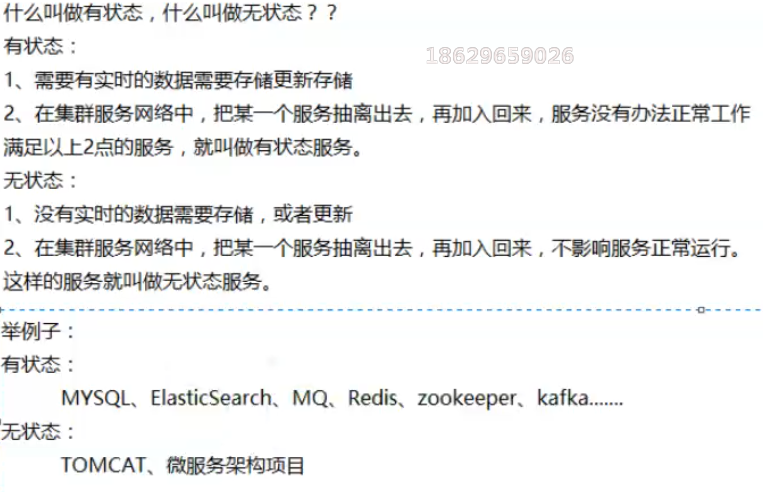 什么叫做有状态，什么叫做无状态？？
有状态：
18629659026
1、需要有实时的数据需要存储更新存储
2、在集群服务网络中，把某一个服务抽离出去，再加入回来，服务没有办法正常工作
满足以上2点的服务，就叫做有状态服务。
无状态：
1、没有实时的数据需要存储，或者更新
2、在集群服务网络中，把某一个服务抽离出去，再加入回来，不影响服务正常运行。
这样的服务就叫做无状态服务。
举例子：
有状态：
MYSQL、ElasticSearch、MQ、Redis、zookeeper、kafka.......
无状态：
TOMCAT、微服务架构项目